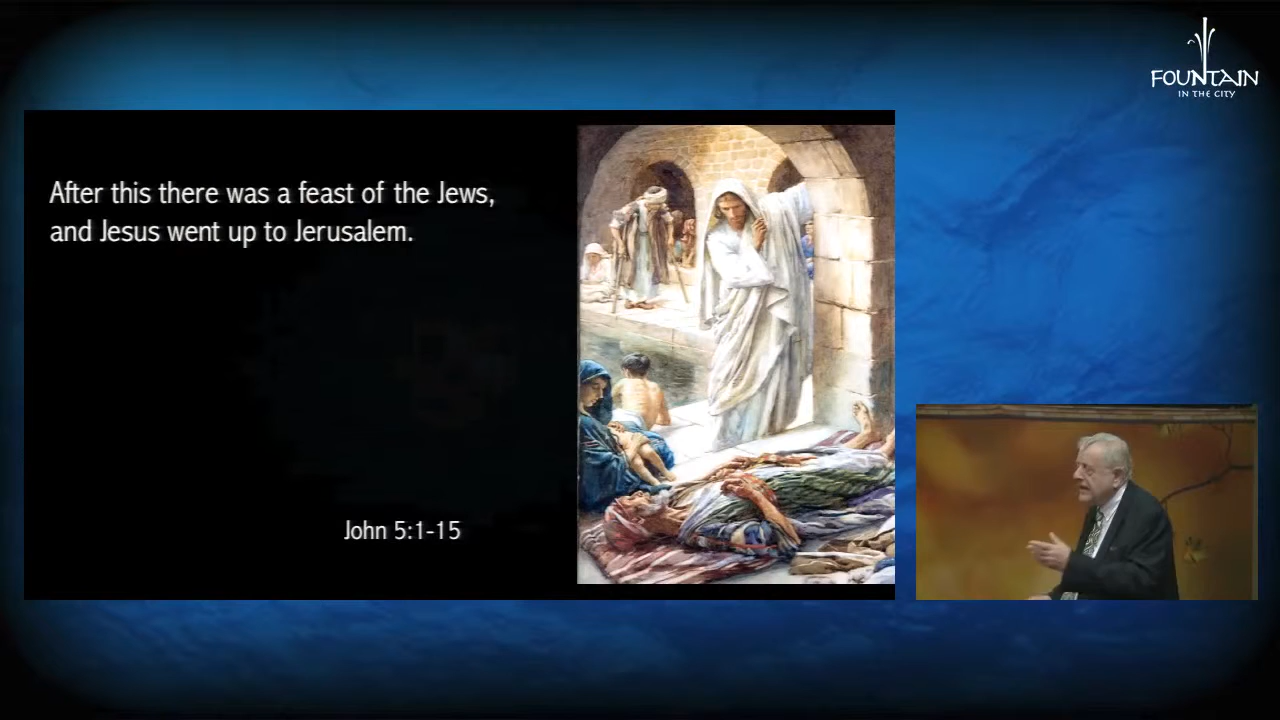 FOUNTAIN
IN THE CITY
After this there was a feast of the Jews,
and Jesus went up to Jerusalem.
John 5:1-15